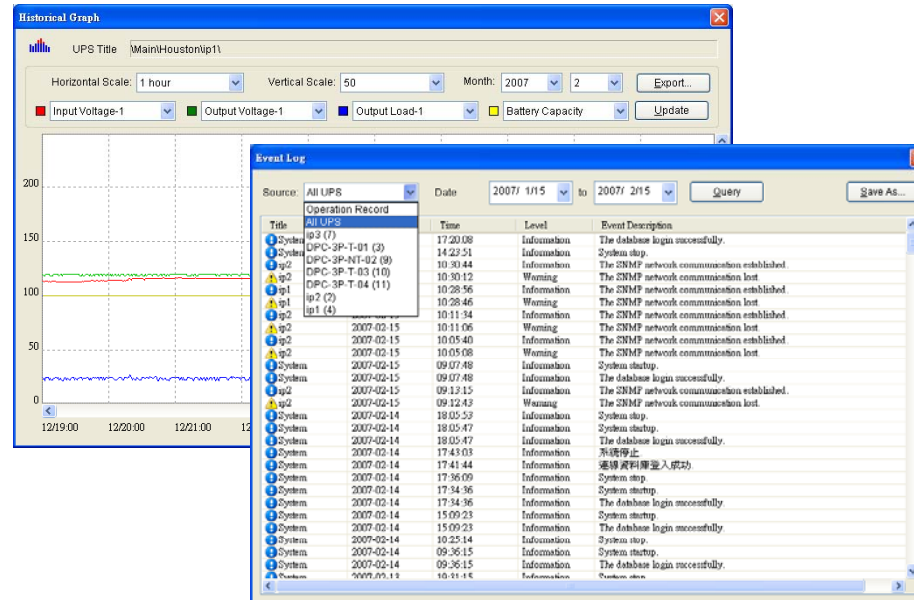 Historical Graph
UPS Title \Main\Houston\ip1\
Horizontal Scale: 1 hour Vertical Scale: 50 Month: 2007 2 Export...
Input Voltage-1 Output Voltage-1 Output Load-1 Battery Capacity Update
200
150
100
50
0
12/19:00 12/20:00 12/21:00 12
Event Log
Source: All UPS Date 2007/ 1/15 to 2007/ 2/15 Query Save As...
Operation Record
All UPS
ip3 (7)
DPC-3P-T-01 (3)
DPC-3P-NT-02 (9)
DPC-3P-T-03 (10)
DPC-3P-T-04 (11)
ip2 (2)
ip1 (4)
Title Time Level Event Description
System 17:20:08 Information The database login successfully.
System 14:23:51 Information System stop.
ip2 10:30:44 Information The SNMP network communication established.
ip2 10:30:12 Warning The SNMP network communication lost.
ip1 10:28:56 Information The SNMP network communication established.
ip1 10:28:46 Warning The SNMP network communication lost.
ip2 2007-02-15 10:11:34 Information The SNMP network communication established.
ip2 2007-02-15 10:11:06 Warning The SNMP network communication lost.
ip2 2007-02-15 10:05:40 Information The SNMP network communication established.
ip2 2007-02-15 10:05:08 Warning The SNMP network communication lost.
System 2007-02-15 09:07:48 Information System startup.
System 2007-02-15 09:07:48 Information The database login successfully.
ip2 2007-02-15 09:13:15 Information The SNMP network communication established.
ip2 2007-02-15 09:12:43 Warning The SNMP network communication lost.
System 2007-02-14 18:05:53 Information System stop.
System 2007-02-14 18:05:47 Information System startup.
System 2007-02-14 18:05:47 Information The database login successfully.
System 2007-02-14 17:43:03 Information 系統停止.
System 2007-02-14 17:41:44 Information 連線資料庫登入成功.
System 2007-02-14 17:36:09 Information System stop.
System 2007-02-14 17:34:36 Information System startup.
System 2007-02-14 17:34:36 Information The database login successfully.
System 2007-02-14 15:09:23 Information System startup.
System 2007-02-14 15:09:23 Information The database login successfully.
System 2007-02-14 10:25:14 Information System stop.
System 2007-02-14 09:36:15 Information System startup.
System 2007-02-14 09:36:15 Information The database login successfully.
System 2007-02-13 19:31:15 Information System stop.